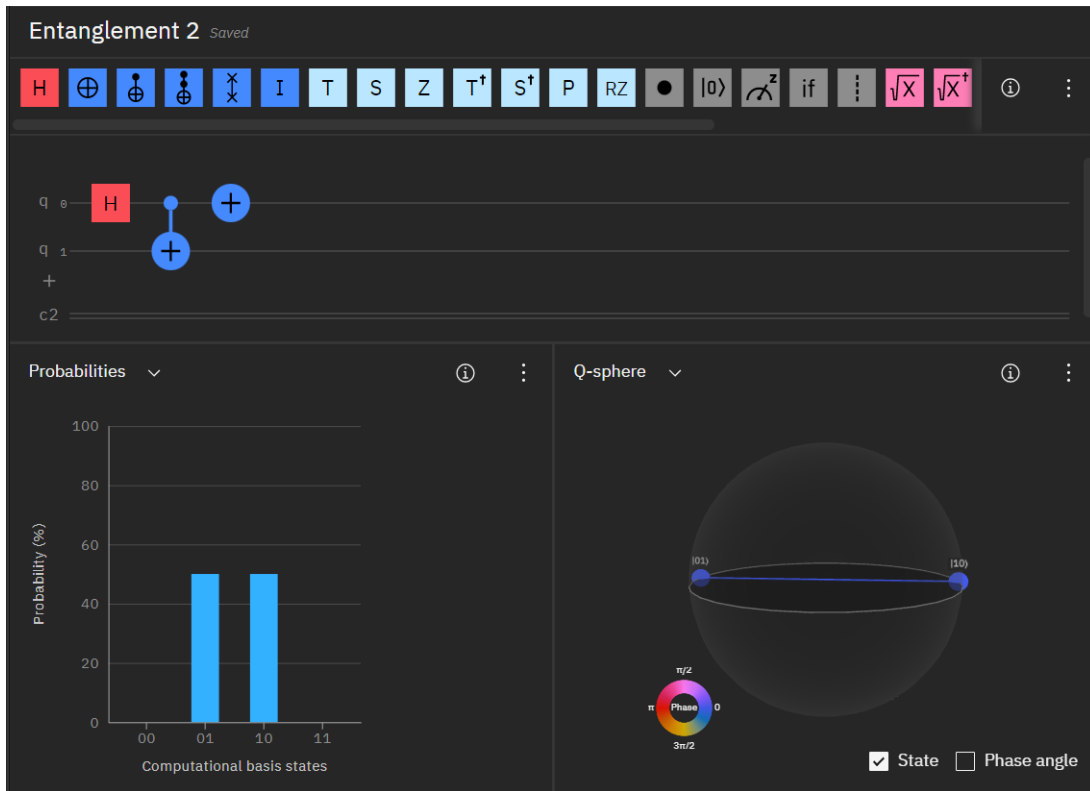 Entanglement 2 Saved
H T S Z T† S† P RZ |0⟩ z if √X √X†
I
q 0 H
q 1
+
c2
Probabilities
Q-sphere
100
80
60
40
20
0
Probability (%)
00 01 10 11
Computational basis states
|01⟩
|10⟩
π/2
π Phase 0
3π/2
State Phase angle